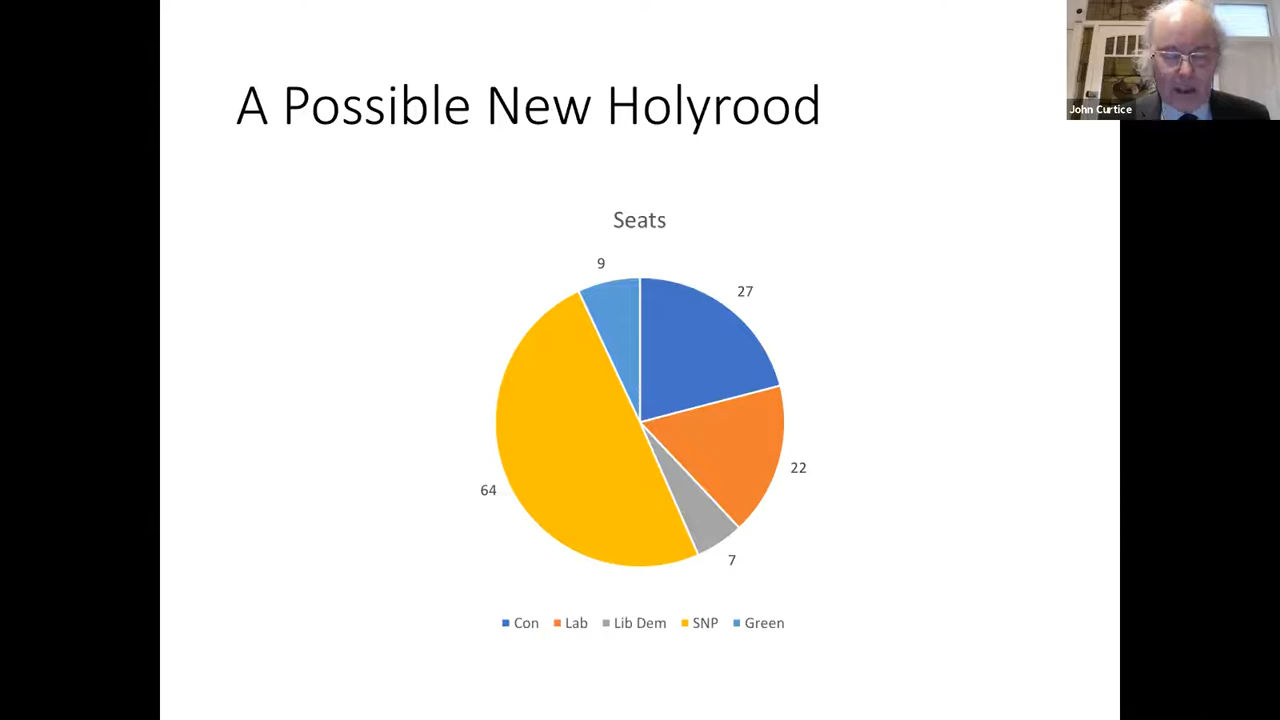 A Possible New Holyrood
John Curtice
Seats
9
27
64
22
7
Con Lab Lib Dem SNP Green